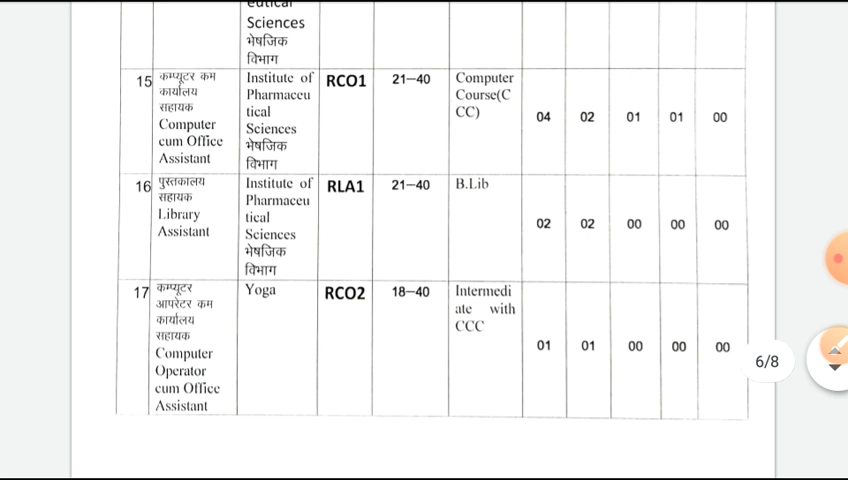 eutical
Sciences
भेषजिक
विभाग
15
कम्प्यूटर कम
कार्यालय
सहायक
Computer
cum Office
Assistant
Institute of
Pharmaceu
tical
Sciences
भेषजिक
विभाग
RCO1
21–40
Computer
Course(C
CC)
04
02
01
01
00
16
पुस्तकालय
सहायक
Library
Assistant
Institute of
Pharmaceu
tical
Sciences
भेषजिक
विभाग
RLA1
21–40
B.Lib
02
02
00
00
00
17
कम्प्यूटर
आपरेटर कम
कार्यालय
सहायक
Computer
Operator
cum Office
Assistant
Yoga
RCO2
18–40
Intermedi
ate with
CCC
01
01
00
00
00
6/8